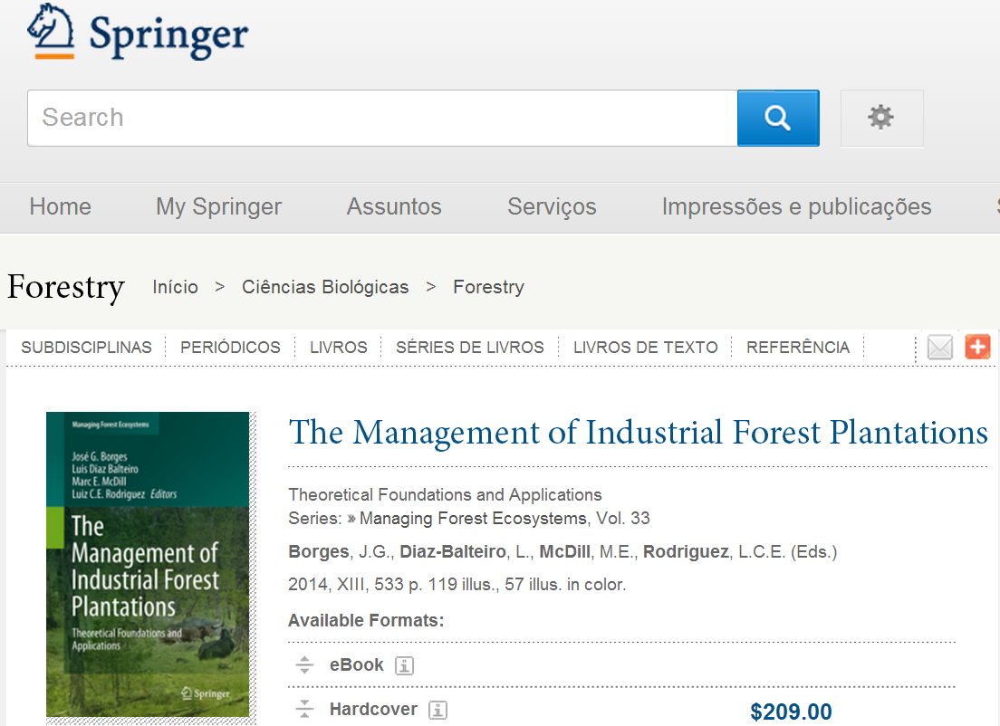 Springer
Search
Home My Springer Assuntos Serviços Impressões e publicações
Forestry Início > Ciências Biológicas > Forestry
SUBDISCIPLINAS PERIÓDICOS LIVROS SÉRIES DE LIVROS LIVROS DE TEXTO REFERÊNCIA
Managing Forest Ecosystems
José G. Borges
Luis Diaz Balteiro
Marc E. McDill
Luiz C.E. Rodriguez Editors
The
Management of
Industrial Forest
Plantations
Theoretical Foundations and
Applications
Springer
The Management of Industrial Forest Plantations
Theoretical Foundations and Applications
Series: » Managing Forest Ecosystems, Vol. 33
Borges, J.G., Diaz-Balteiro, L., McDill, M.E., Rodriguez, L.C.E. (Eds.)
2014, XIII, 533 p. 119 illus., 57 illus. in color.
Available Formats:
eBook
Hardcover $209.00